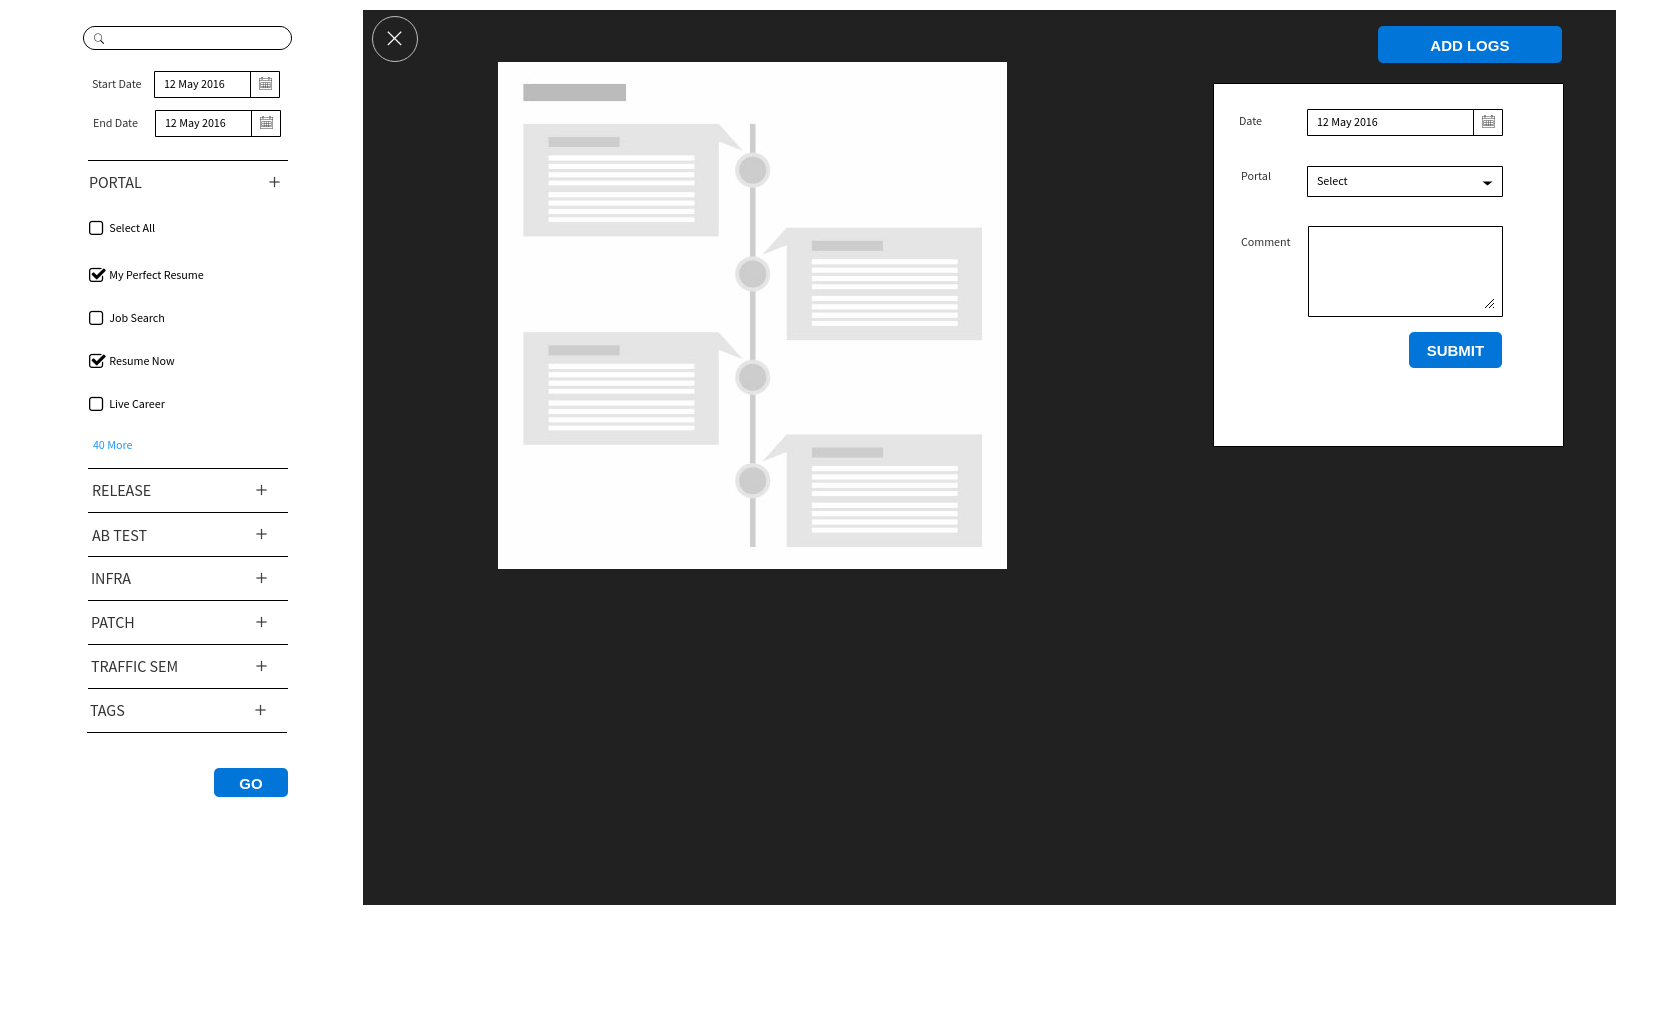 Start Date 12 May 2016
End Date 12 May 2016
PORTAL +
Select All
My Perfect Resume
Job Search
Resume Now
Live Career
40 More
RELEASE +
AB TEST +
INFRA +
PATCH +
TRAFFIC SEM +
TAGS +
GO
ADD LOGS
Date 12 May 2016
Portal Select
Comment
SUBMIT